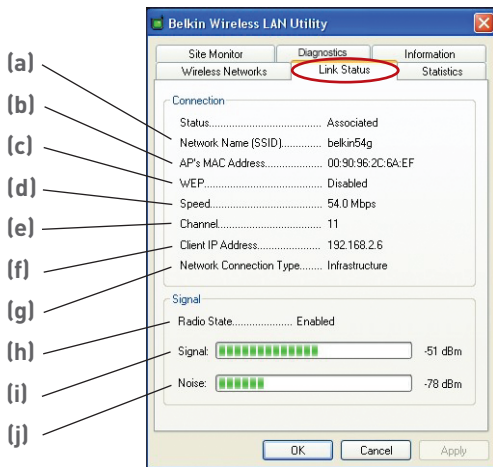 Belkin Wireless LAN Utility
Site Monitor Diagnostics Information
Wireless Networks Link Status Statistics
Connection
Status............................ Associated
(a) Network Name (SSID)............ belkin54g
(b) AP's MAC Address............... 00:90:96:2C:6A:EF
(c) WEP............................. Disabled
(d) Speed............................ 54.0 Mbps
(e) Channel.......................... 11
(f) Client IP Address................ 192.168.2.6
(g) Network Connection Type....... Infrastructure
Signal
(h) Radio State................ Enabled
(i) Signal: -51 dBm
(j) Noise: -78 dBm
OK Cancel Apply